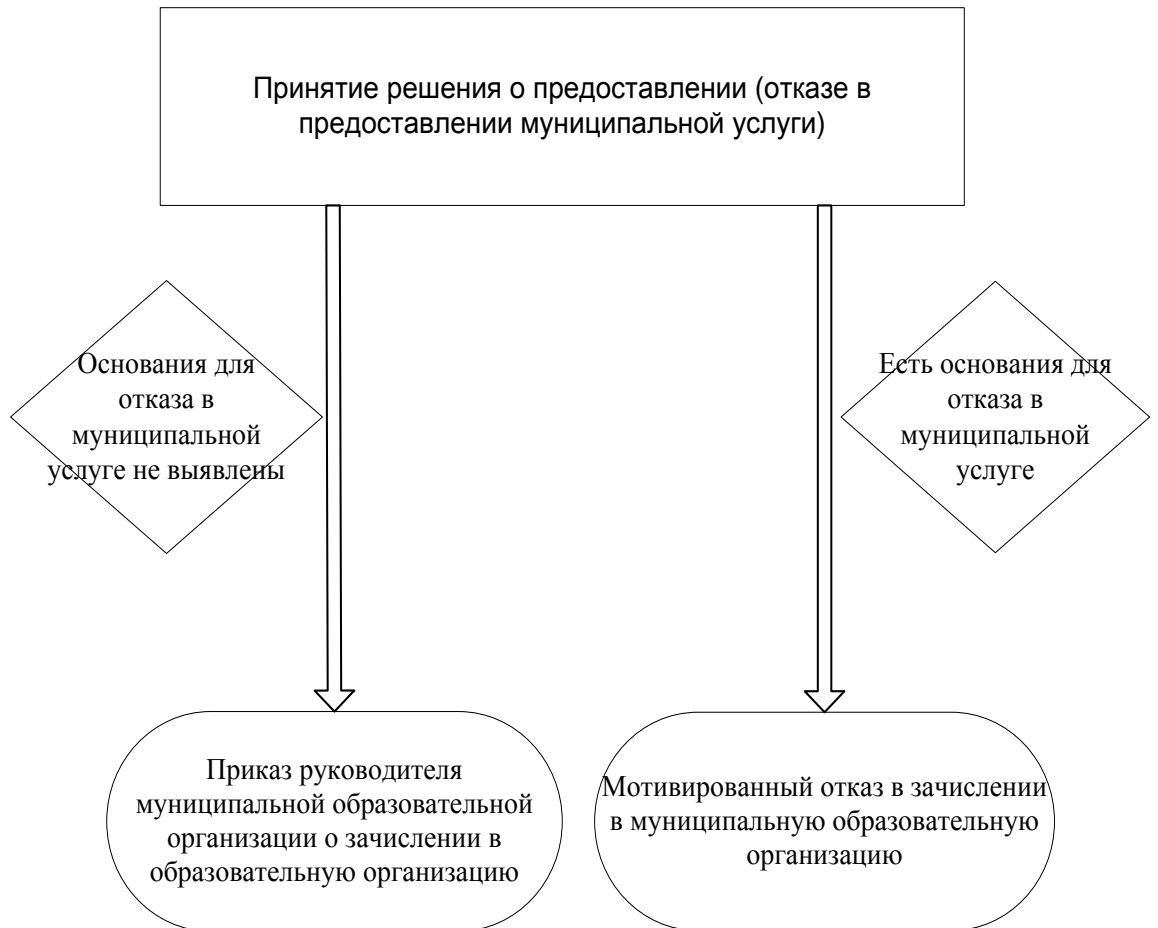 Принятие решения о предоставлении (отказе в
предоставлении муниципальной услуги)
Основания для
отказа в
муниципальной
услуге не выявлены
Есть основания для
отказа в
муниципальной
услуге
Приказ руководителя
муниципальной образовательной
организации о зачислении в
образовательную организацию
Мотивированный отказ в зачислении
в муниципальную образовательную
организацию